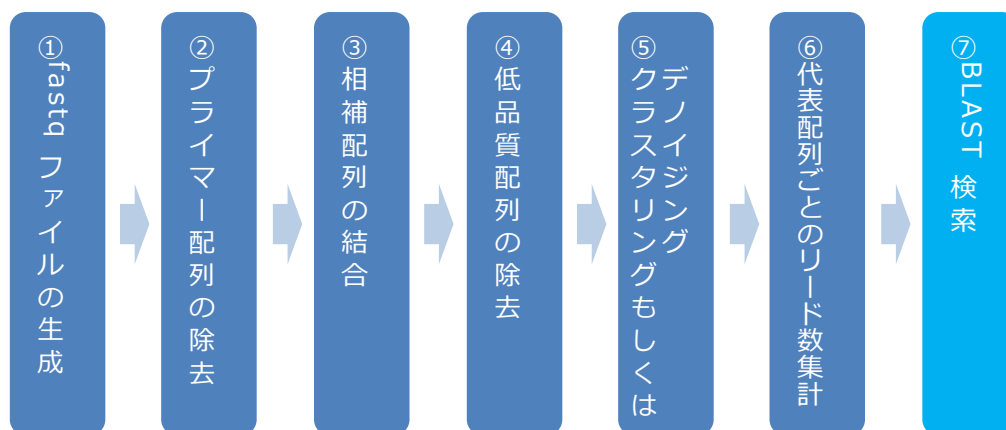 ①fastq ファイルの生成
②プライマー配列の除去
③相補配列の結合
④低品質配列の除去
⑤クラスタリングもしくは
デノイジング
⑥代表配列ごとのリード数集計
⑦BLAST 検索